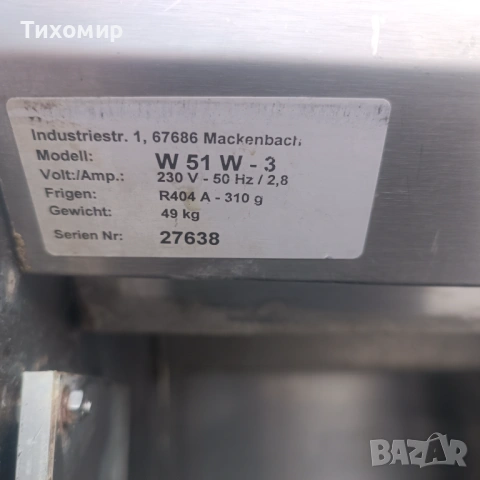 Тихомир
Industriestr. 1, 67686 Mackenbach
Modell: W 51 W - 3
Volt./Amp.: 230 V - 50 Hz / 2,8
Frigen: R404 A - 310 g
Gewicht: 49 kg
Serien Nr: 27638
BAZAR